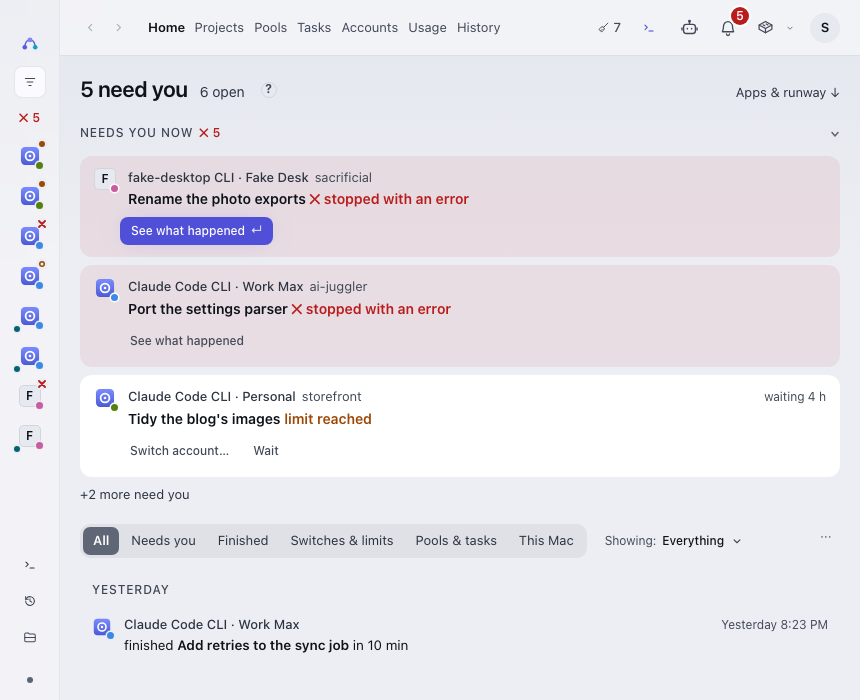 Home Projects Pools Tasks Accounts Usage History
7
5
S
5
5 need you 6 open ?
Apps & runway ↓
NEEDS YOU NOW ✕ 5
F fake-desktop CLI · Fake Desk sacrificial
Rename the photo exports ✕ stopped with an error
See what happened ↵
Claude Code CLI · Work Max ai-juggler
Port the settings parser ✕ stopped with an error
See what happened
Claude Code CLI · Personal storefront waiting 4 h
Tidy the blog's images limit reached
Switch account… Wait
+2 more need you
F
F
All Needs you Finished Switches & limits Pools & tasks This Mac Showing: Everything
YESTERDAY
Claude Code CLI · Work Max Yesterday 8:23 PM
finished Add retries to the sync job in 10 min